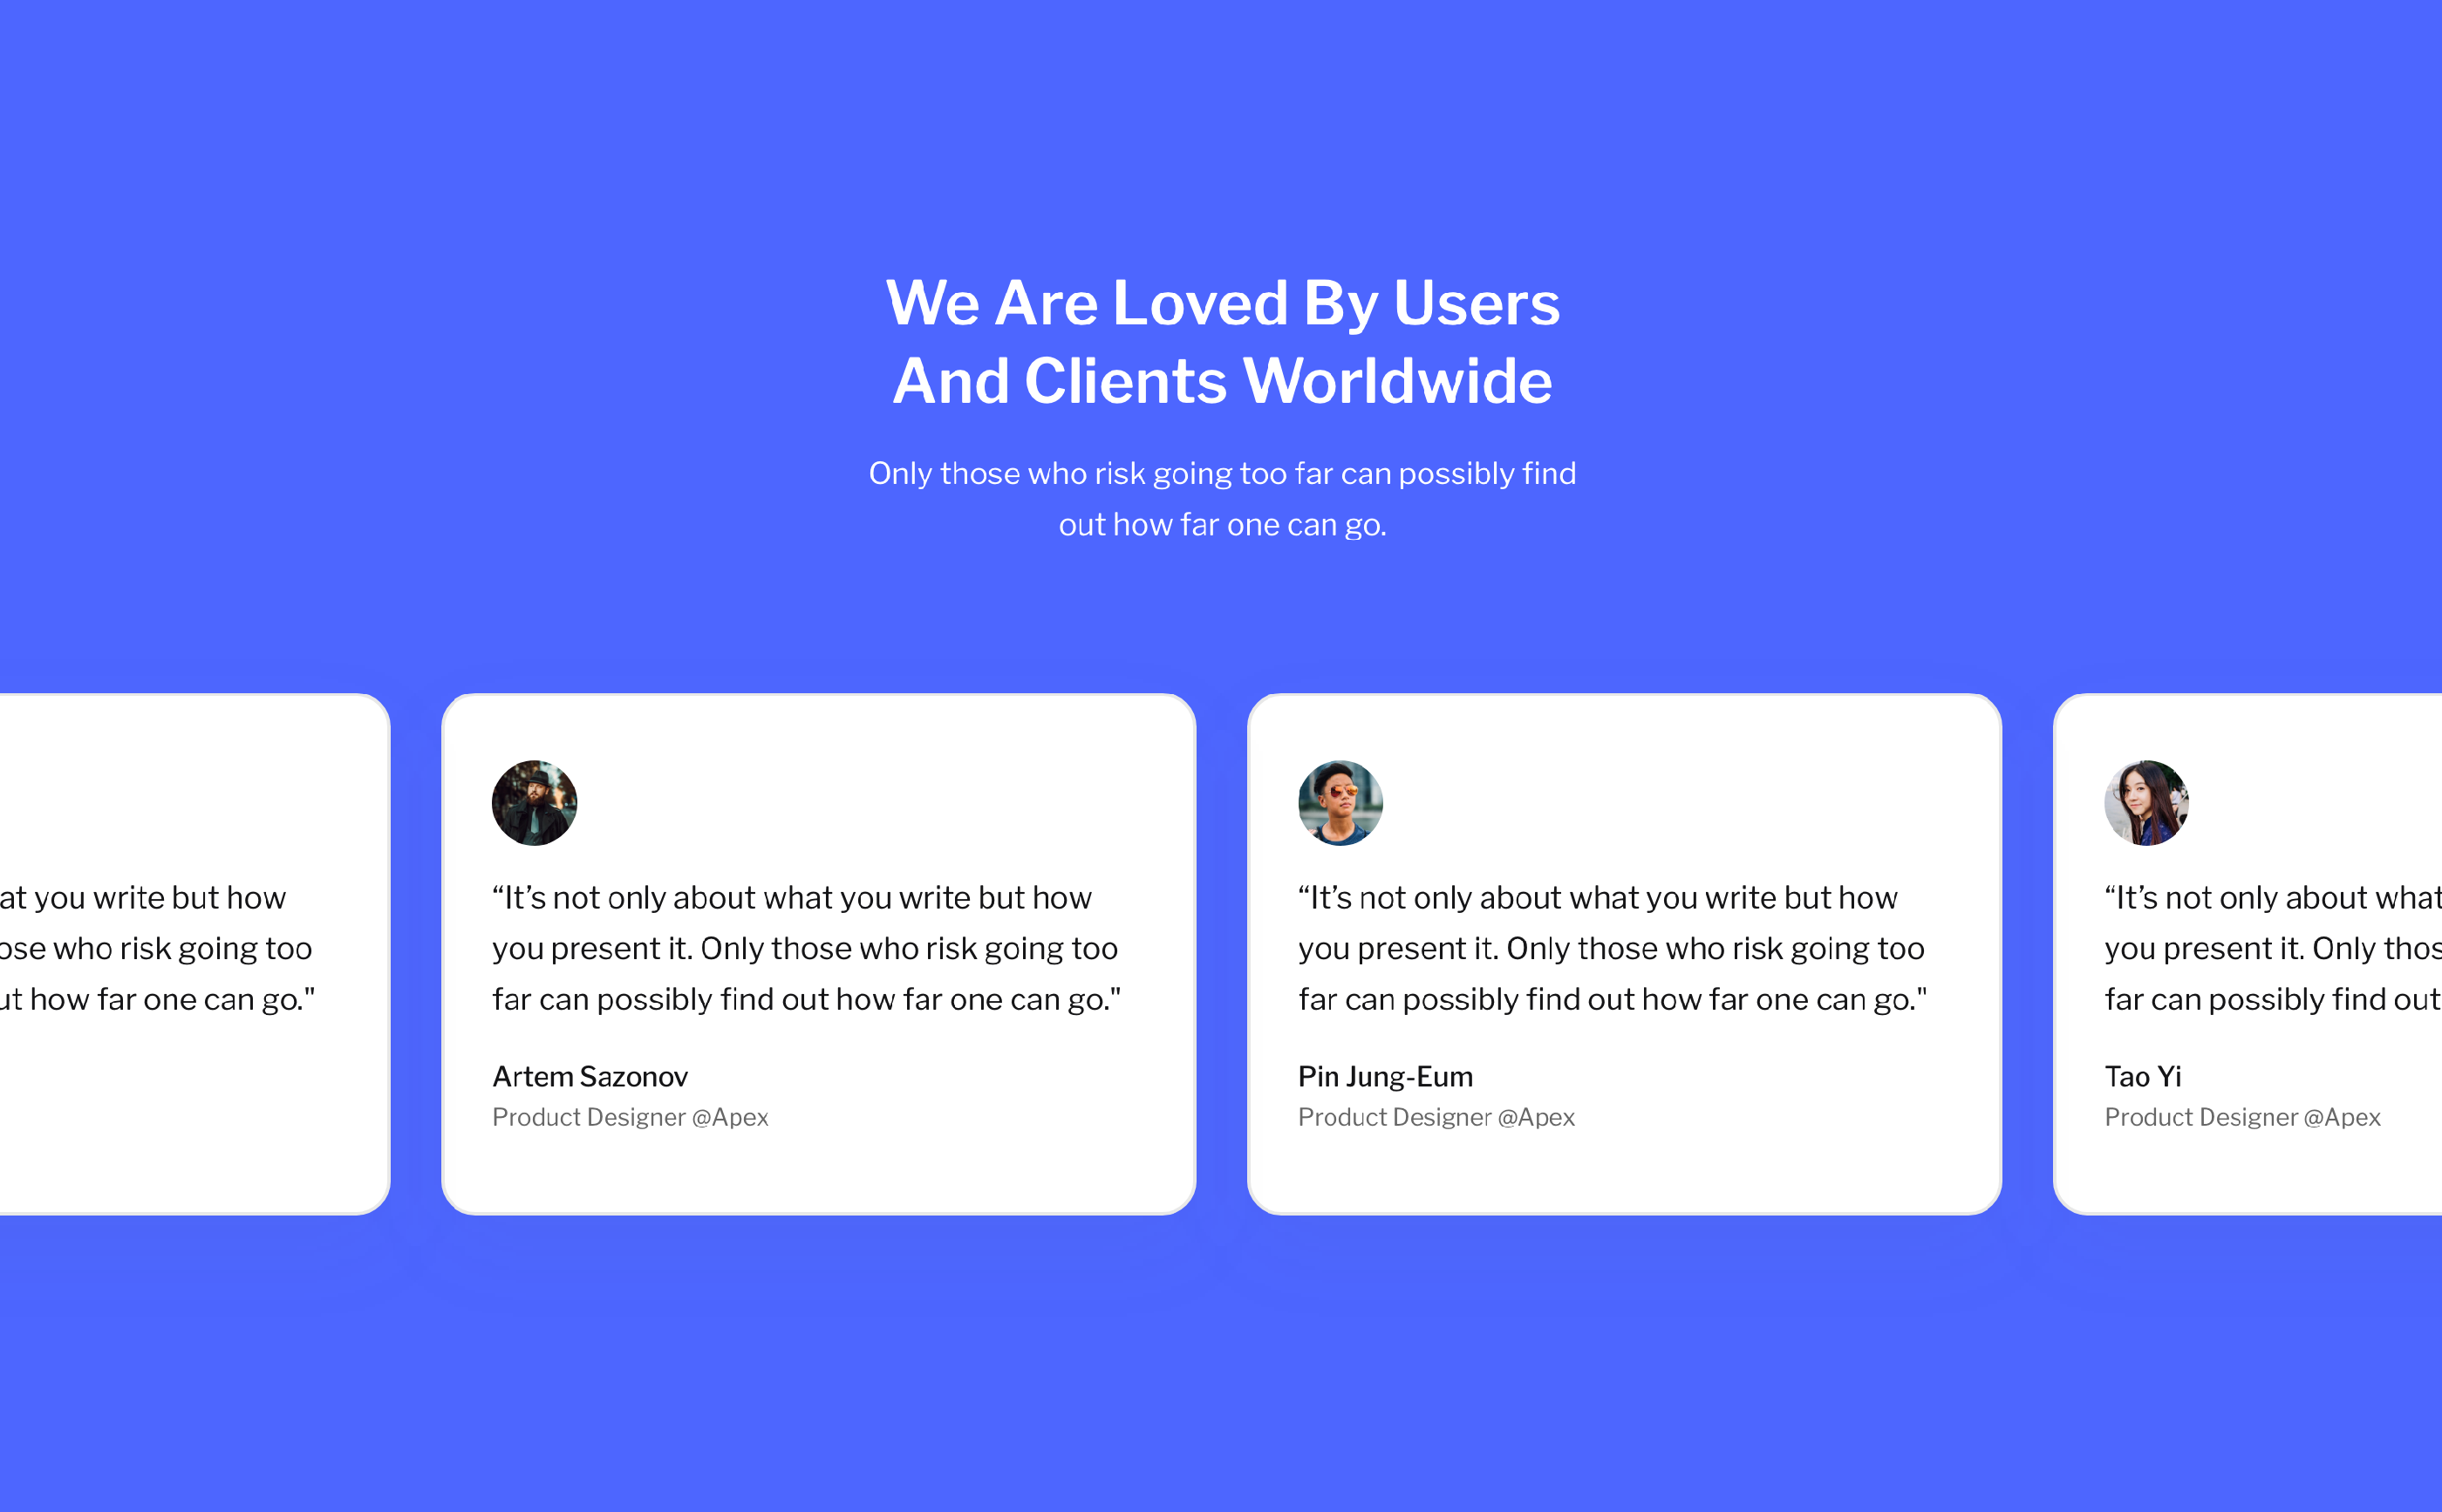 We Are Loved By Users
And Clients Worldwide
Only those who risk going too far can possibly find
out how far one can go.
you write but how
who risk going too
how far one can go."
“It’s not only about what you write but how
you present it. Only those who risk going too
far can possibly find out how far one can go."
Artem Sazonov
Product Designer @Apex
“It’s not only about what you write but how
you present it. Only those who risk going too
far can possibly find out how far one can go."
Pin Jung-Eum
Product Designer @Apex
“It’s not only about what
you present it. Only
far can possibly find out
Tao Yi
Product Designer @Apex